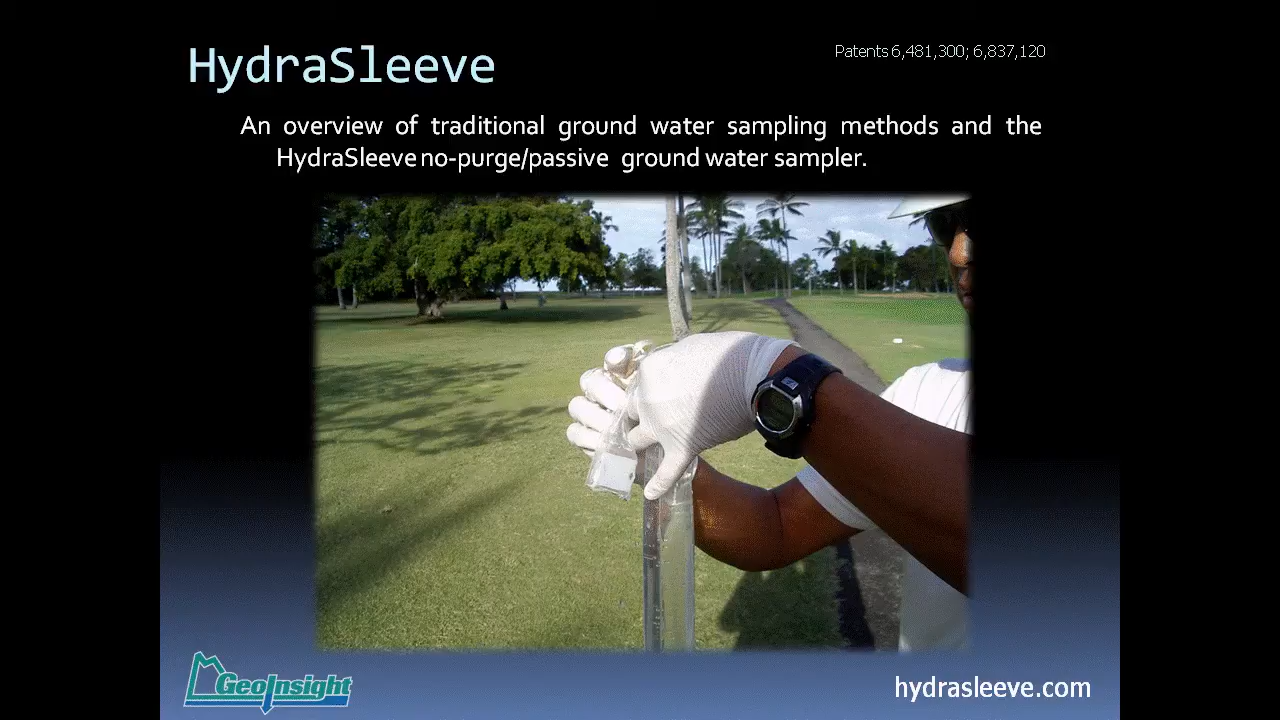 HydraSleeve
Patents 6,481,300; 6,837,120
An overview of traditional ground water sampling methods and the
HydraSleeve no-purge/passive ground water sampler.
GeoInsight
hydrasleeve.com